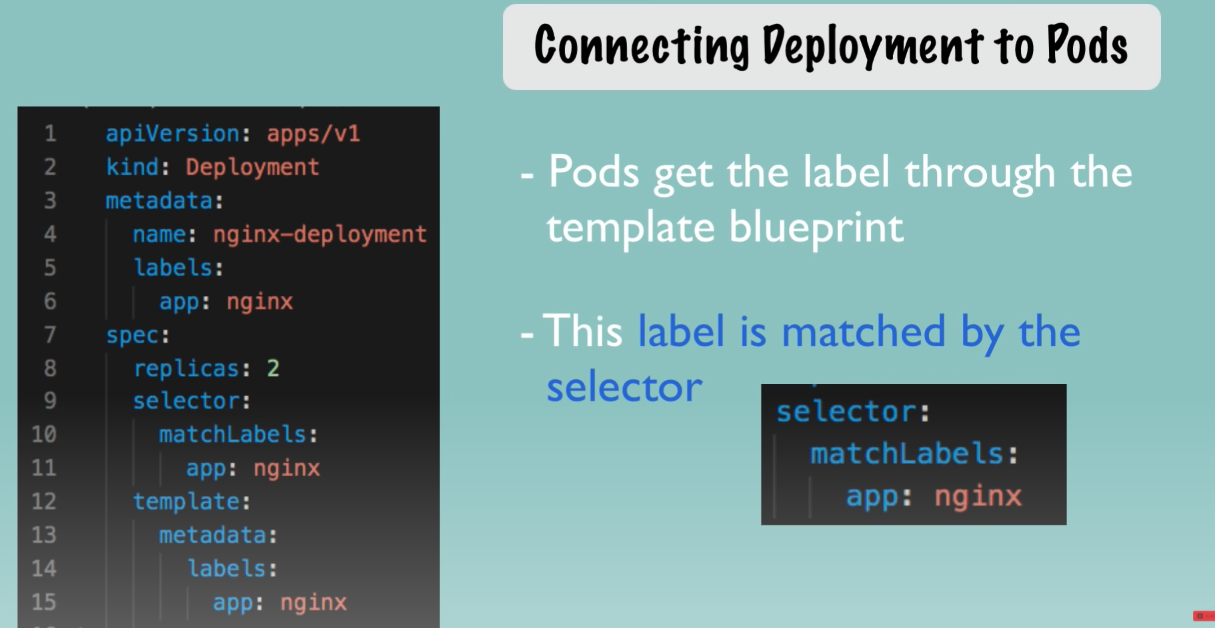 Connecting Deployment to Pods
1 apiVersion: apps/v1
2 kind: Deployment
3 metadata:
4 name: nginx-deployment
5 labels:
6 app: nginx
7 spec:
8 replicas: 2
9 selector:
10 matchLabels:
11 app: nginx
12 template:
13 metadata:
14 labels:
15 app: nginx
- Pods get the label through the
template blueprint
- This label is matched by the
selector
selector:
matchLabels:
app: nginx